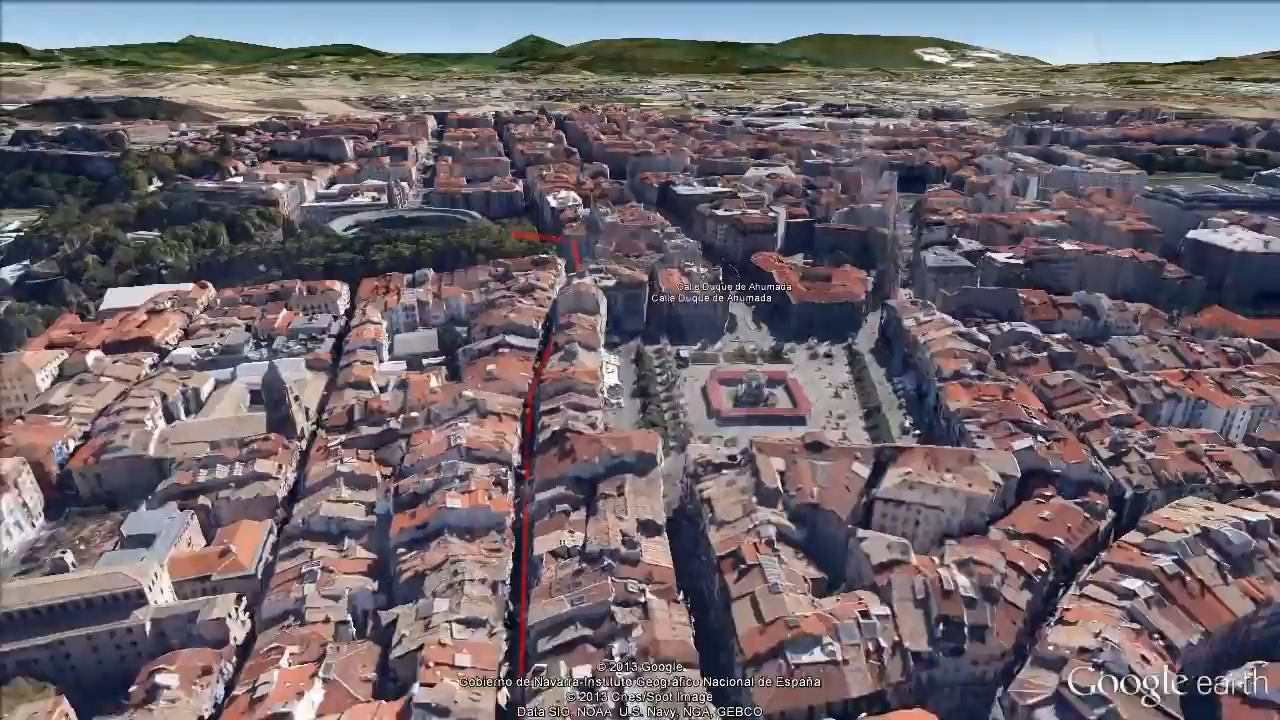 Calle Duque de Ahumada
Calle Duque de Ahumada
© 2013 Google
Gobierno de Navarra-Instituto Geográfico Nacional de España
© 2013 Cnes/Spot Image
Data SIO, NOAA, U.S. Navy, NGA, GEBCO
Google earth